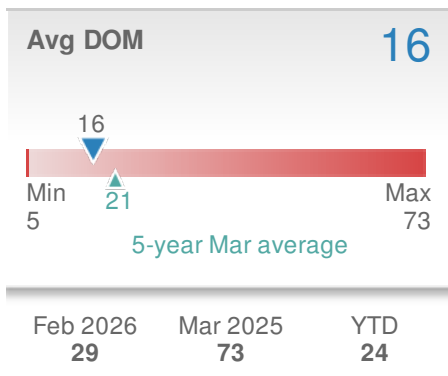 Avg DOM 16
16
Min Max
5 21 73
5-year Mar average
Feb 2026 Mar 2025 YTD
29 73 24